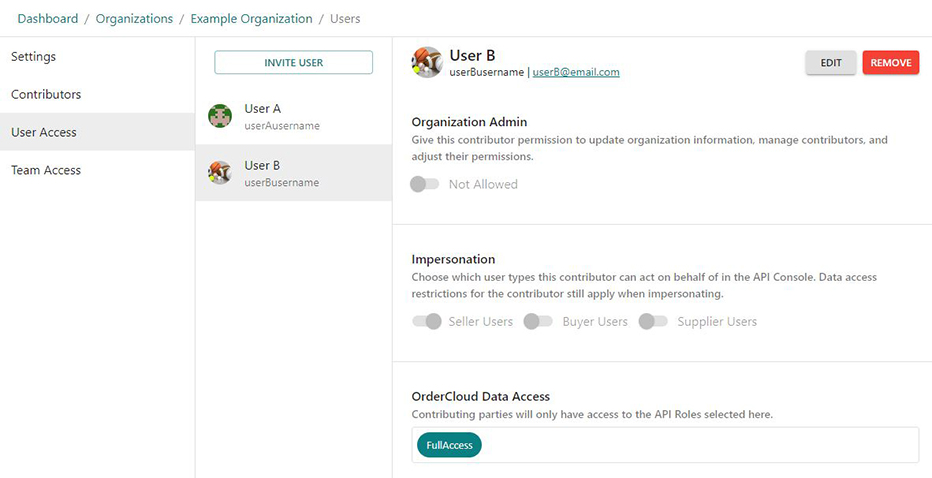 Dashboard / Organizations / Example Organization / Users
Settings
Contributors
User Access
Team Access
INVITE USER
User A
userAusername
User B
userBusername
User B
userBusername | userB@email.com
EDIT
REMOVE
Organization Admin
Give this contributor permission to update organization information, manage contributors, and
adjust their permissions.
Not Allowed
Impersonation
Choose which user types this contributor can act on behalf of in the API Console. Data access
restrictions for the contributor still apply when impersonating.
Seller Users Buyer Users Supplier Users
OrderCloud Data Access
Contributing parties will only have access to the API Roles selected here.
FullAccess